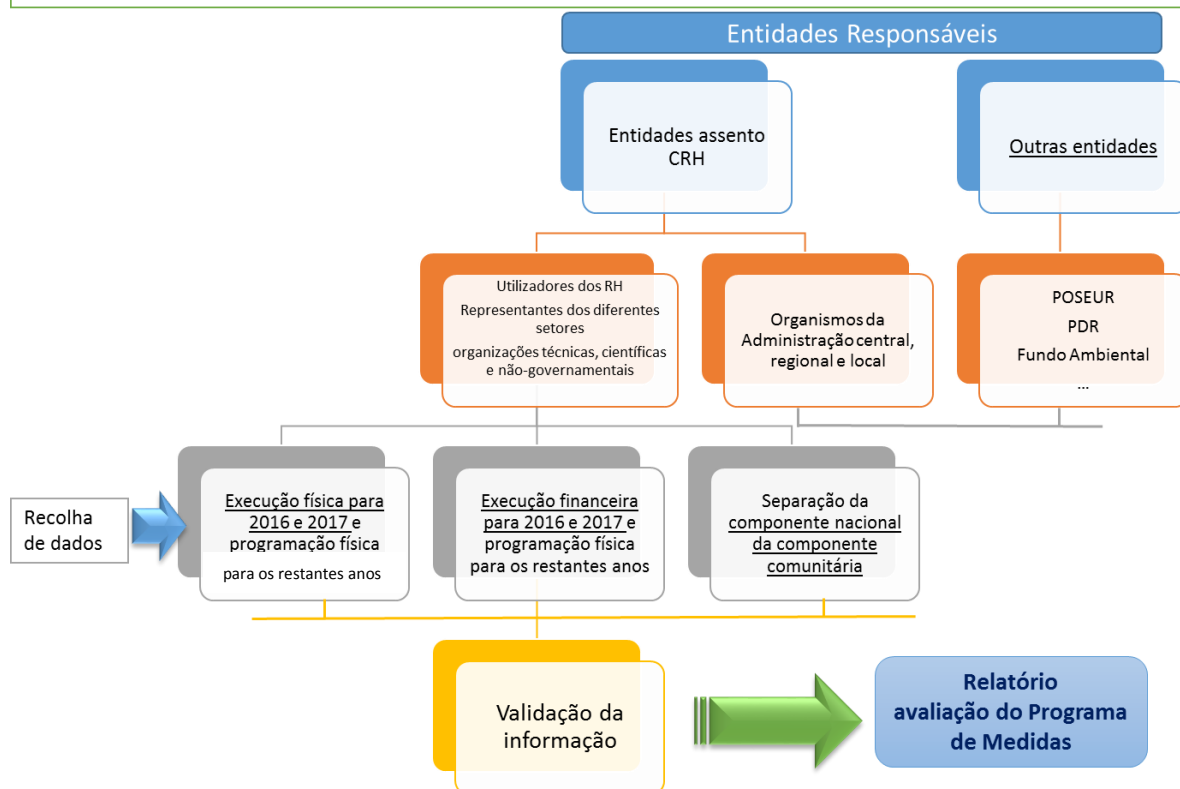 Entidades Responsáveis
Entidades assento
CRH
Outras entidades
Utilizadores dos RH
Representantes dos diferentes
setores
organizações técnicas, científicas
e não-governamentais
Organismos da
Administração central,
regional e local
POSEUR
PDR
Fundo Ambiental
...
Recolha
de dados
Execução física para
2016 e 2017 e
programação física
para os restantes anos
Execução financeira
para 2016 e 2017 e
programação física
para os restantes anos
Separação da
componente nacional
da componente
comunitária
Validação da
informação
Relatório
avaliação do Programa
de Medidas